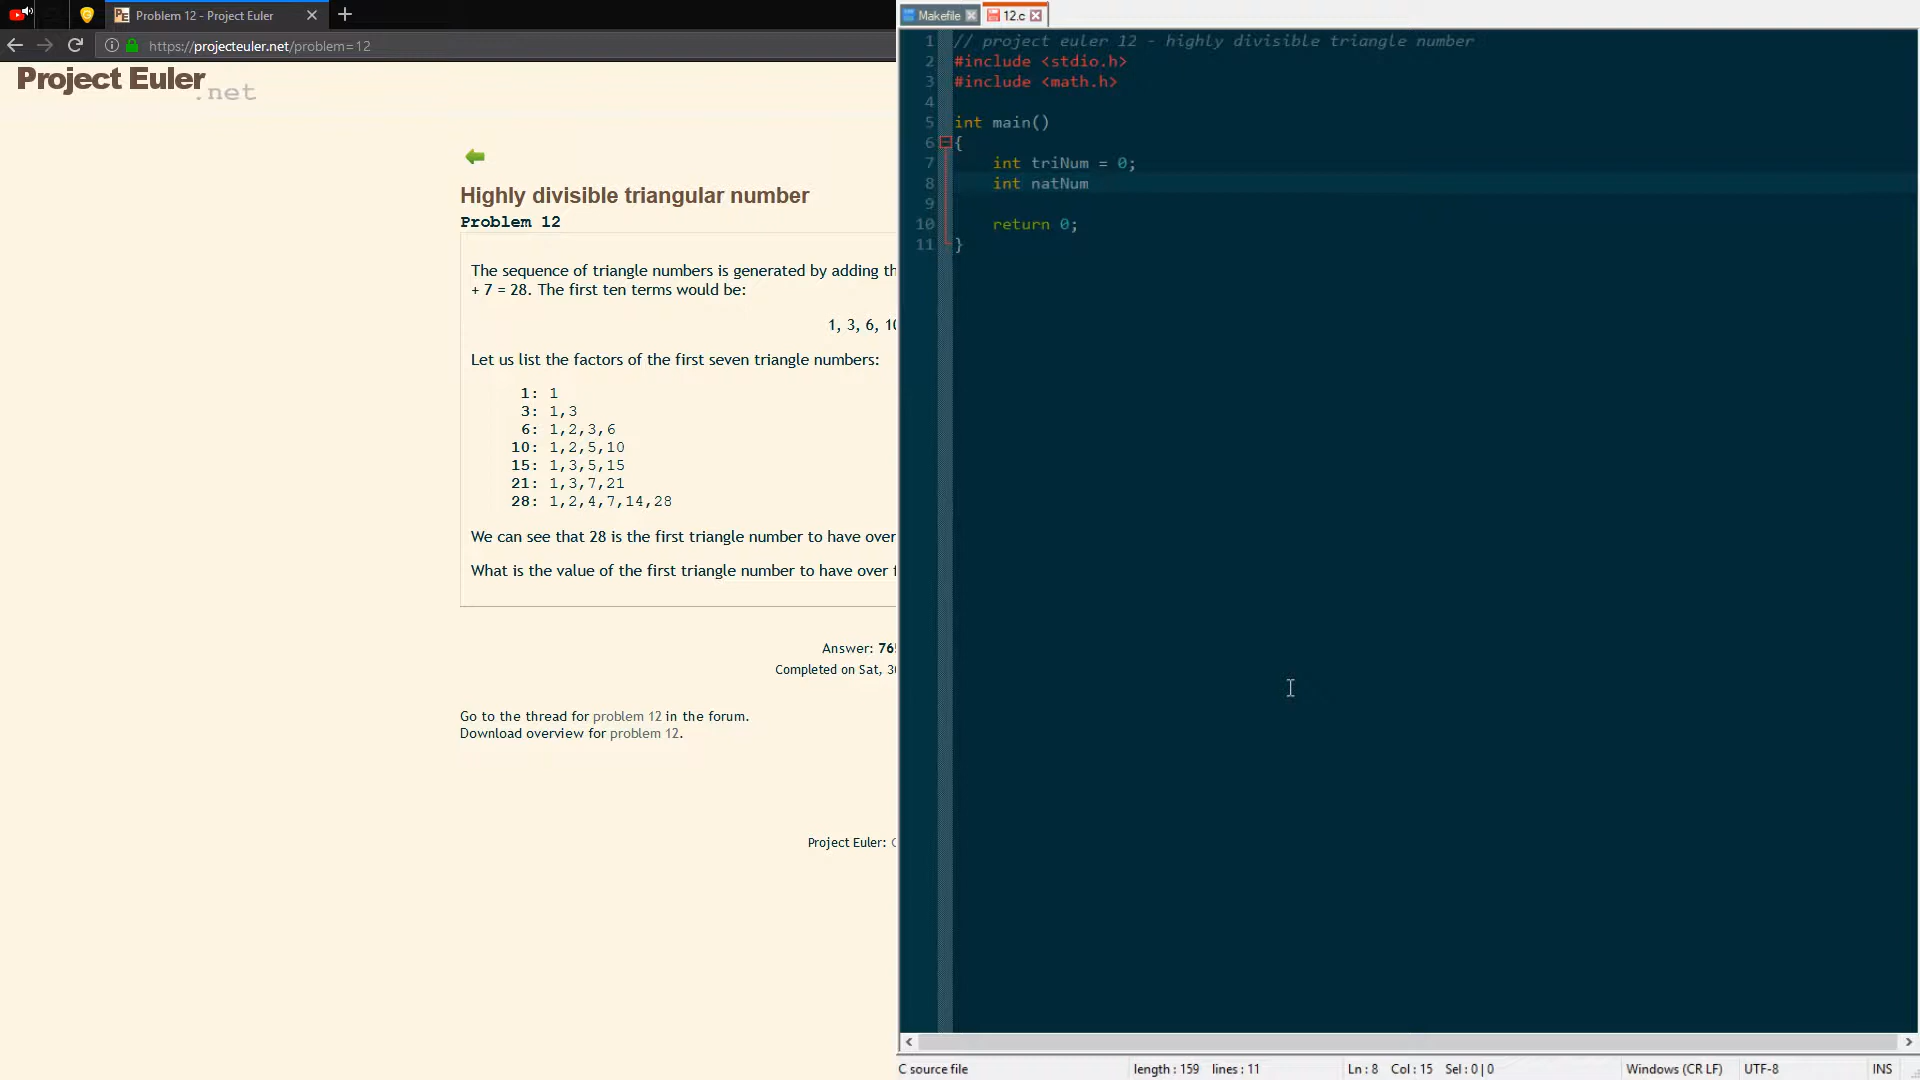 Problem 12 - Project Euler
https://projecteuler.net/problem=12
Project Euler
.net
Highly divisible triangular number
Problem 12
The sequence of triangle numbers is generated by adding th
+ 7 = 28. The first ten terms would be:
1, 3, 6, 10
Let us list the factors of the first seven triangle numbers:
1: 1
3: 1,3
6: 1,2,3,6
10: 1,2,5,10
15: 1,3,5,15
21: 1,3,7,21
28: 1,2,4,7,14,28
We can see that 28 is the first triangle number to have over
What is the value of the first triangle number to have over f
Answer: 76
Completed on Sat, 3
Go to the thread for problem 12 in the forum.
Download overview for problem 12.
Project Euler: C
Makefile
12.c
1 // project euler 12 - highly divisible triangle number
2 #include <stdio.h>
3 #include <math.h>
4
5 int main()
6 {
7 int triNum = 0;
8 int natNum
9
10 return 0;
11 }
C source file
length : 159 lines : 11
Ln : 8 Col : 15 Sel : 0 | 0
Windows (CR LF)
UTF-8
INS